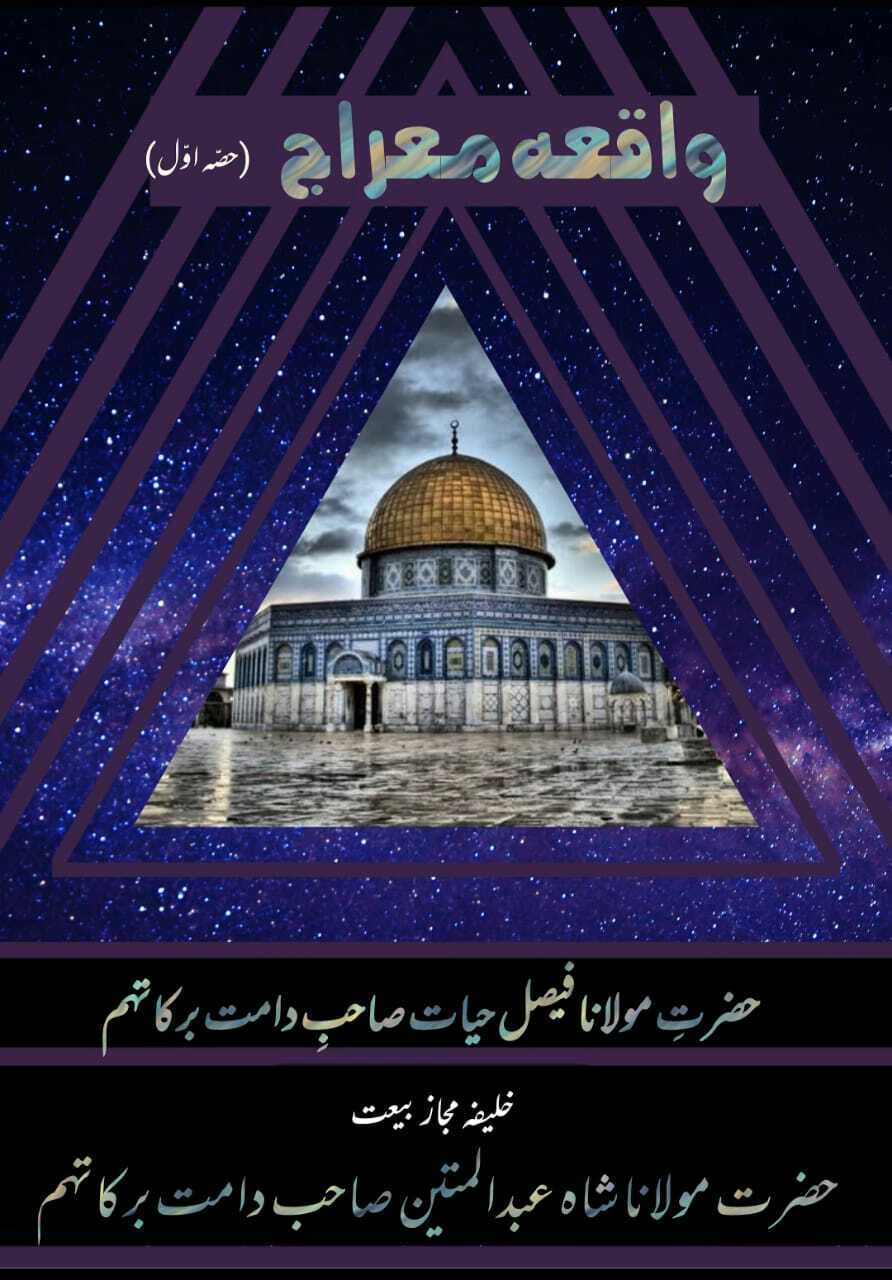 واقعہ معراج (حصّہ اوّل)
حضرتِ مولانا فیصل حیات صاحبِ دامت برکاتہم
خلیفہ مجاز بیعت
حضرت مولانا شاہ عبدالمتین صاحب دامت برکاتہم